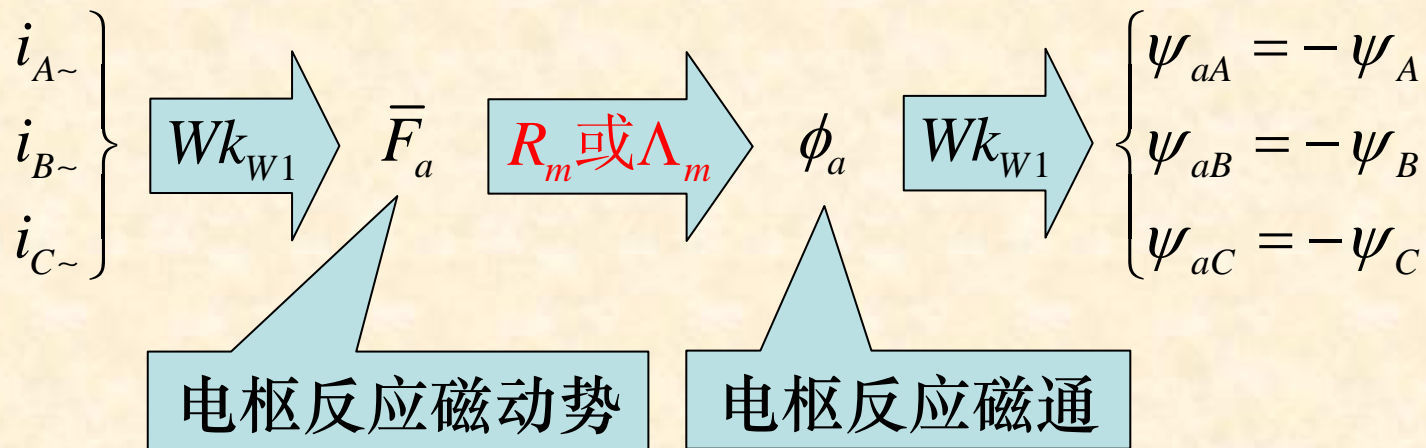 i_{A~}
i_{B~}
i_{C~}
Wk_{W1}
F̅_a
R_m或Λ_m
ϕ_a
Wk_{W1}
ψ_{aA} = −ψ_A
ψ_{aB} = −ψ_B
ψ_{aC} = −ψ_C
电枢反应磁动势
电枢反应磁通